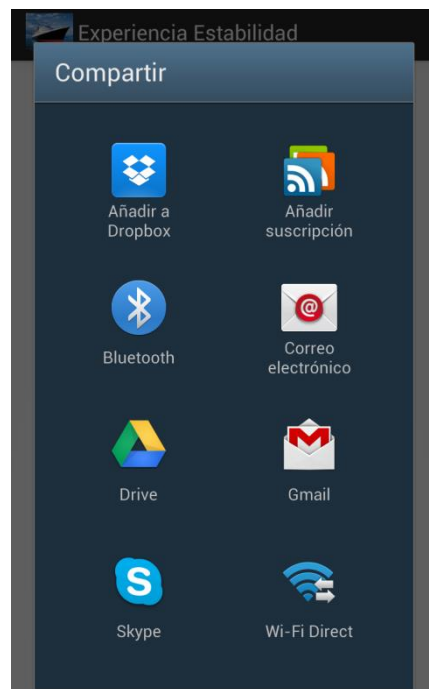 Experiencia Estabilidad
Compartir
Añadir a
Dropbox
Añadir
suscripción
Bluetooth
Correo
electrónico
Drive
Gmail
Skype
Wi-Fi Direct